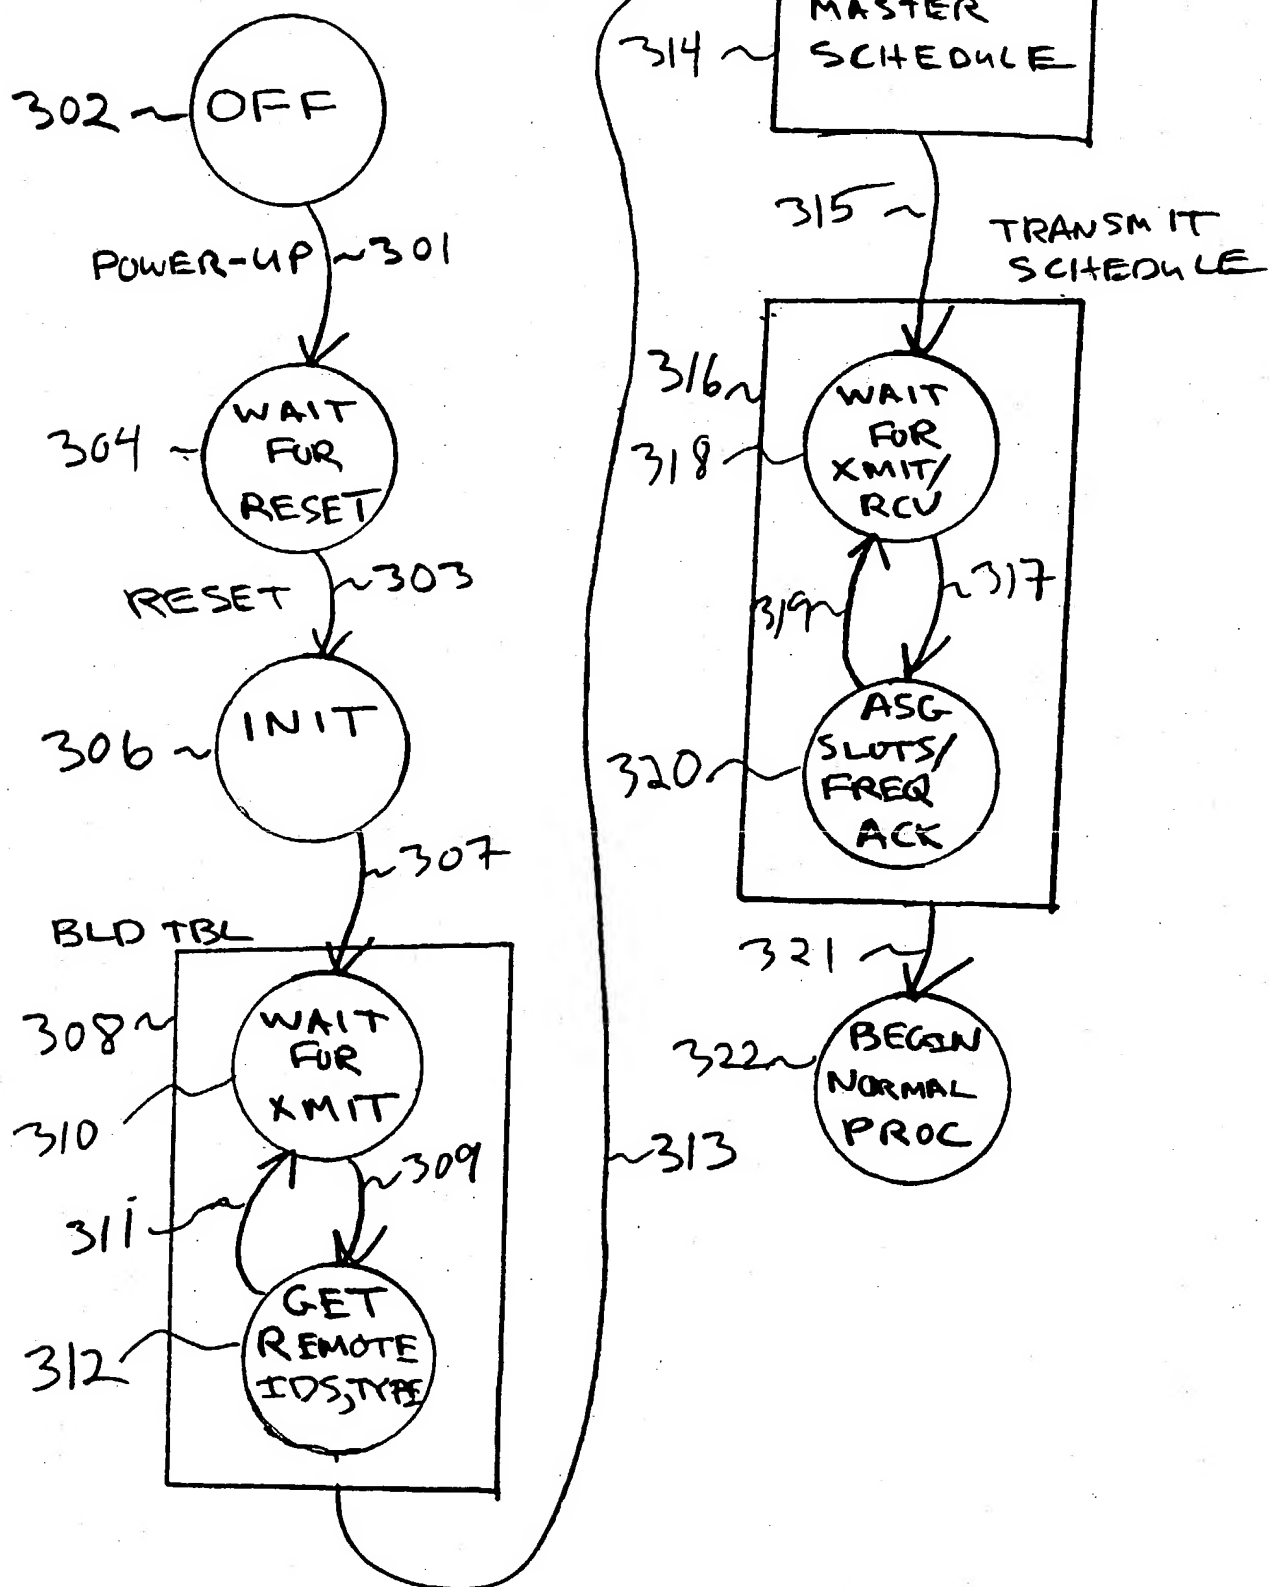 302
OFF
POWER-UP
301
304
WAIT
FOR
RESET
RESET
303
306
INIT
307
BLD TBL
308
310
WAIT
FOR
XMIT
309
311
312
GET
REMOTE
IDS,TYPE
313
314
MASTER
SCHEDULE
315
TRANSMIT
SCHEDULE
316
318
WAIT
FOR
XMIT/
RCV
319
317
320
ASG
SLOTS/
FREQ
ACK
321
322
BEGIN
NORMAL
PROC